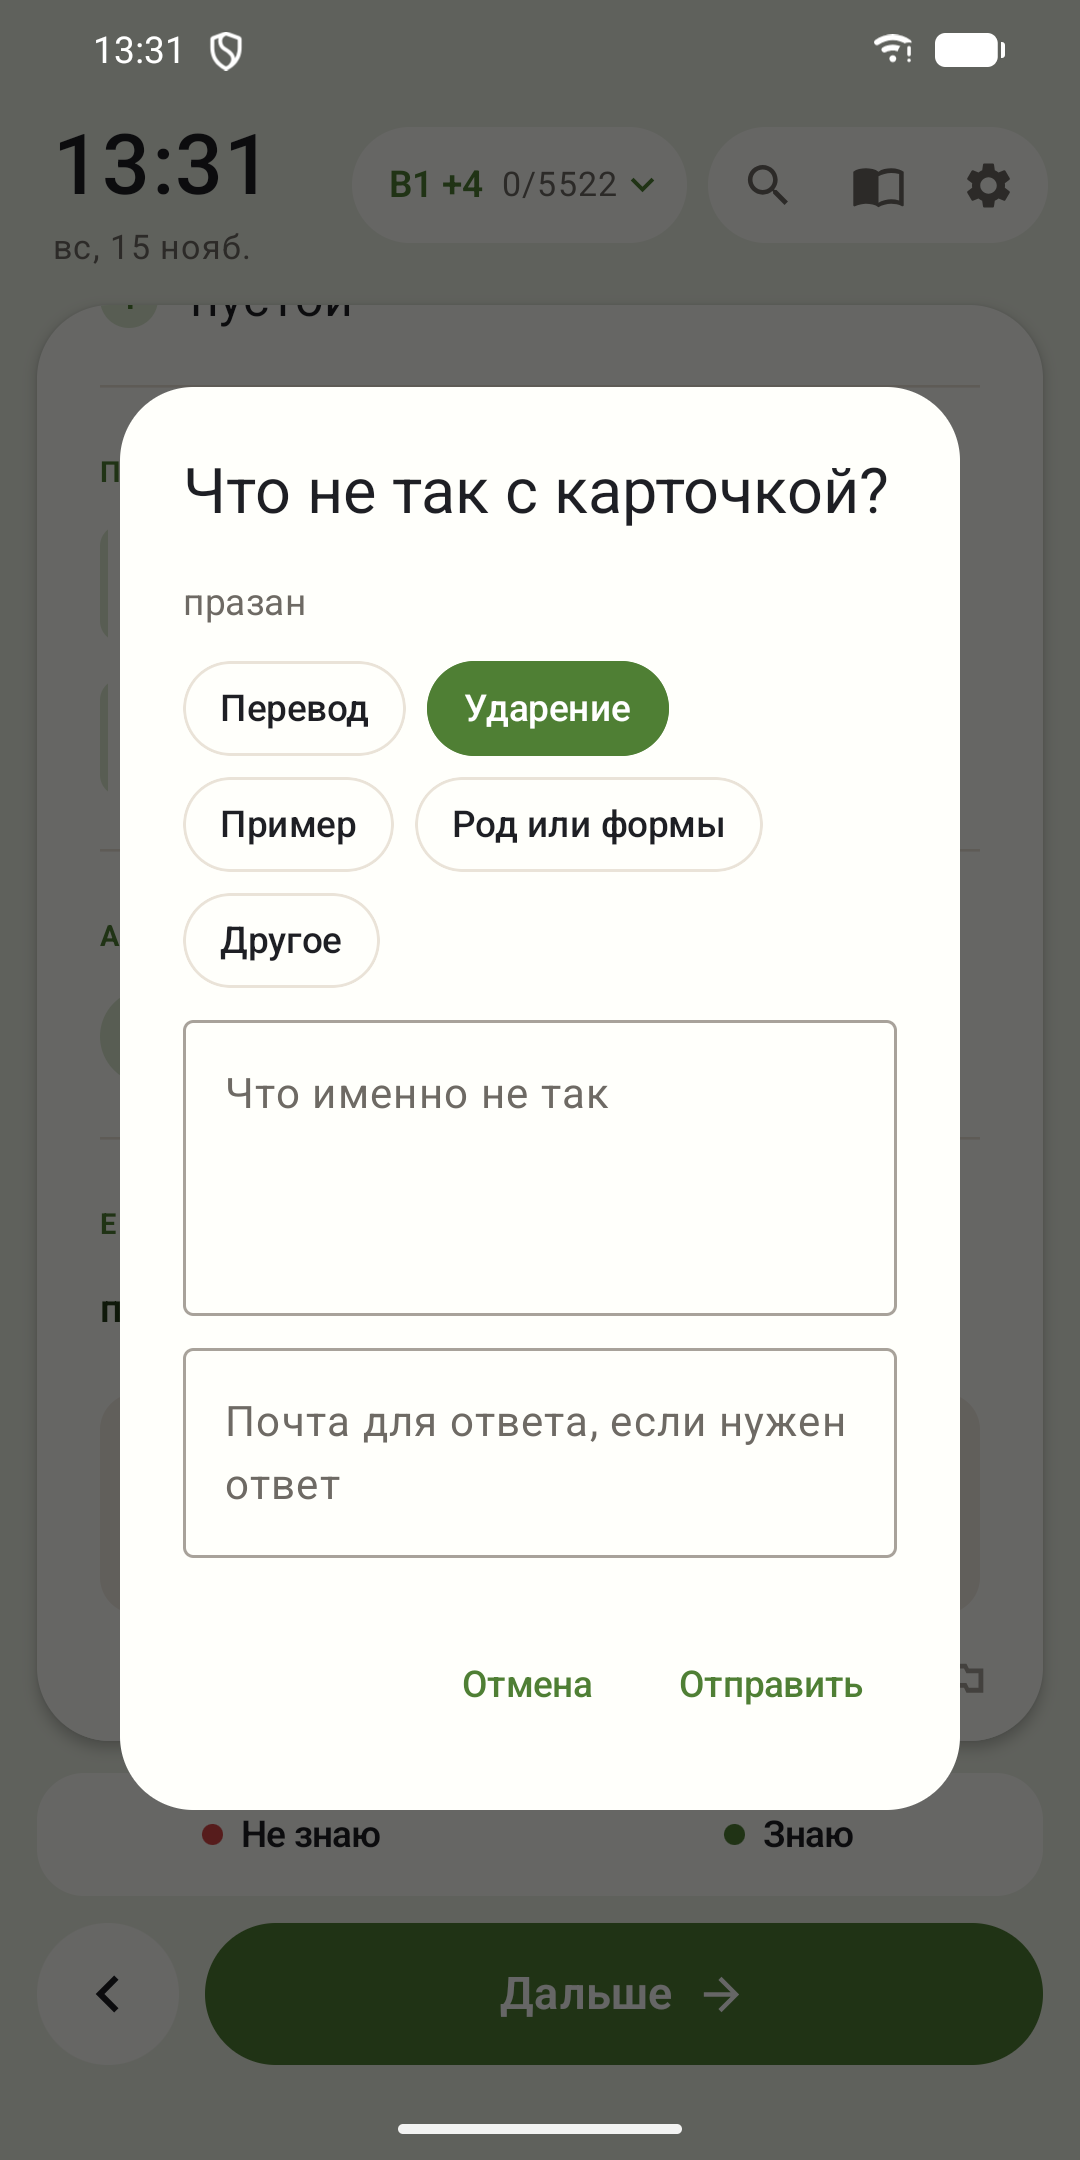 13:31
13:31
B1 +4 0/5522
вс, 15 нояб.
пустой
Что не так с карточкой?
празан
Перевод
Ударение
Пример
Род или формы
Другое
Что именно не так
Почта для ответа, если нужен
ответ
Отмена
Отправить
Не знаю
Знаю
Дальше